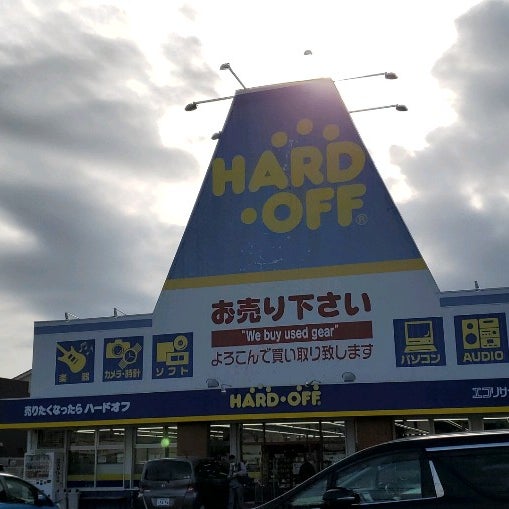 HARD
・OFF®
お売り下さい
"We buy used gear"
よろこんで買い取り致します
楽器
カメラ・時計
ソフト
パソコン
AUDIO
売りたくなったらハードオフ
HARD・OFF
エコリサ